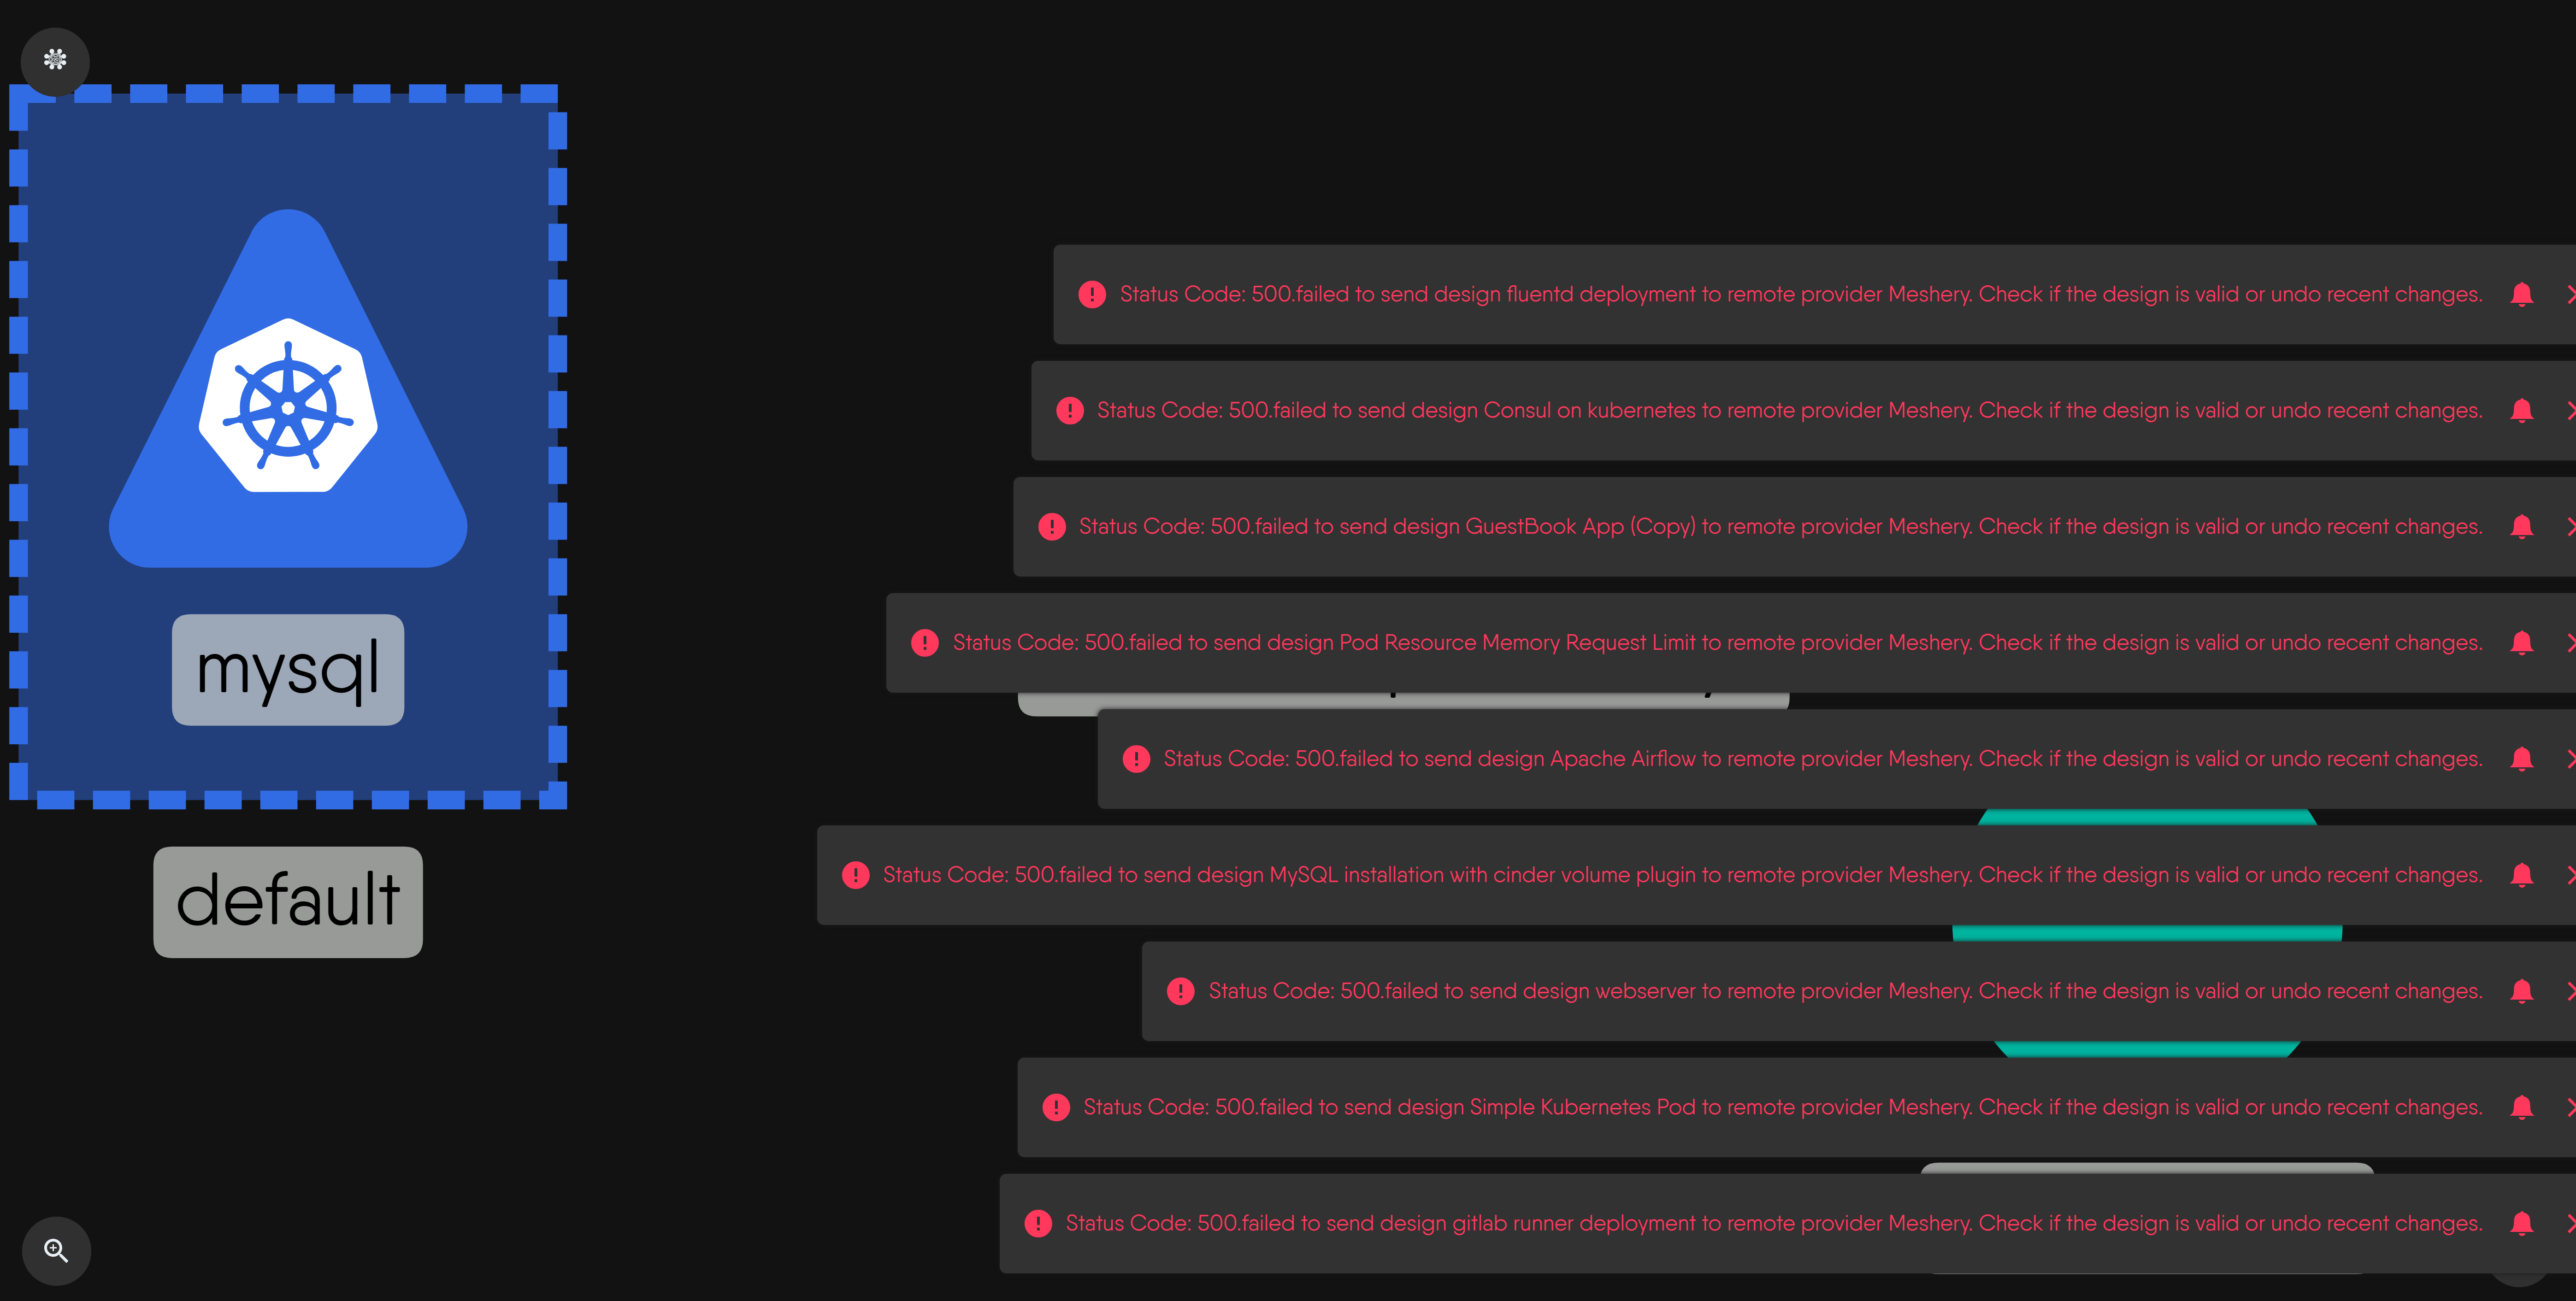 mysql
default
Status Code: 500.failed to send design fluentd deployment to remote provider Meshery. Check if the design is valid or undo recent changes.
Status Code: 500.failed to send design Consul on kubernetes to remote provider Meshery. Check if the design is valid or undo recent changes.
Status Code: 500.failed to send design GuestBook App (Copy) to remote provider Meshery. Check if the design is valid or undo recent changes.
Status Code: 500.failed to send design Pod Resource Memory Request Limit to remote provider Meshery. Check if the design is valid or undo recent changes.
Status Code: 500.failed to send design Apache Airflow to remote provider Meshery. Check if the design is valid or undo recent changes.
Status Code: 500.failed to send design MySQL installation with cinder volume plugin to remote provider Meshery. Check if the design is valid or undo recent changes.
Status Code: 500.failed to send design webserver to remote provider Meshery. Check if the design is valid or undo recent changes.
Status Code: 500.failed to send design Simple Kubernetes Pod to remote provider Meshery. Check if the design is valid or undo recent changes.
Status Code: 500.failed to send design gitlab runner deployment to remote provider Meshery. Check if the design is valid or undo recent changes.